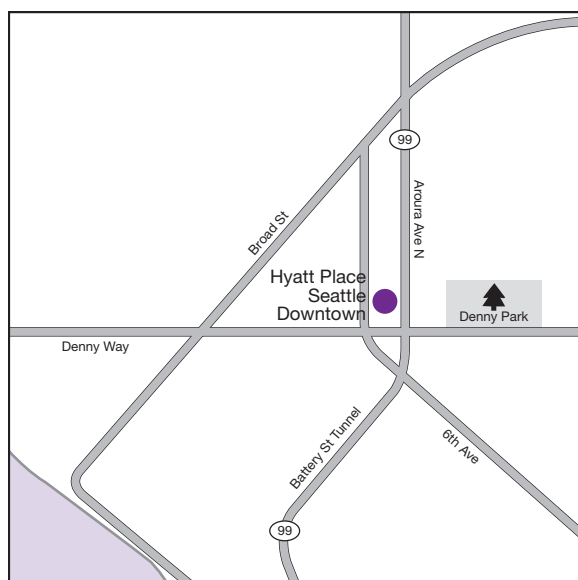 99
Broad St
Aroura Ave N
Hyatt Place
Seattle
Downtown
Denny Park
Denny Way
Battery St Tunnel
6th Ave
99